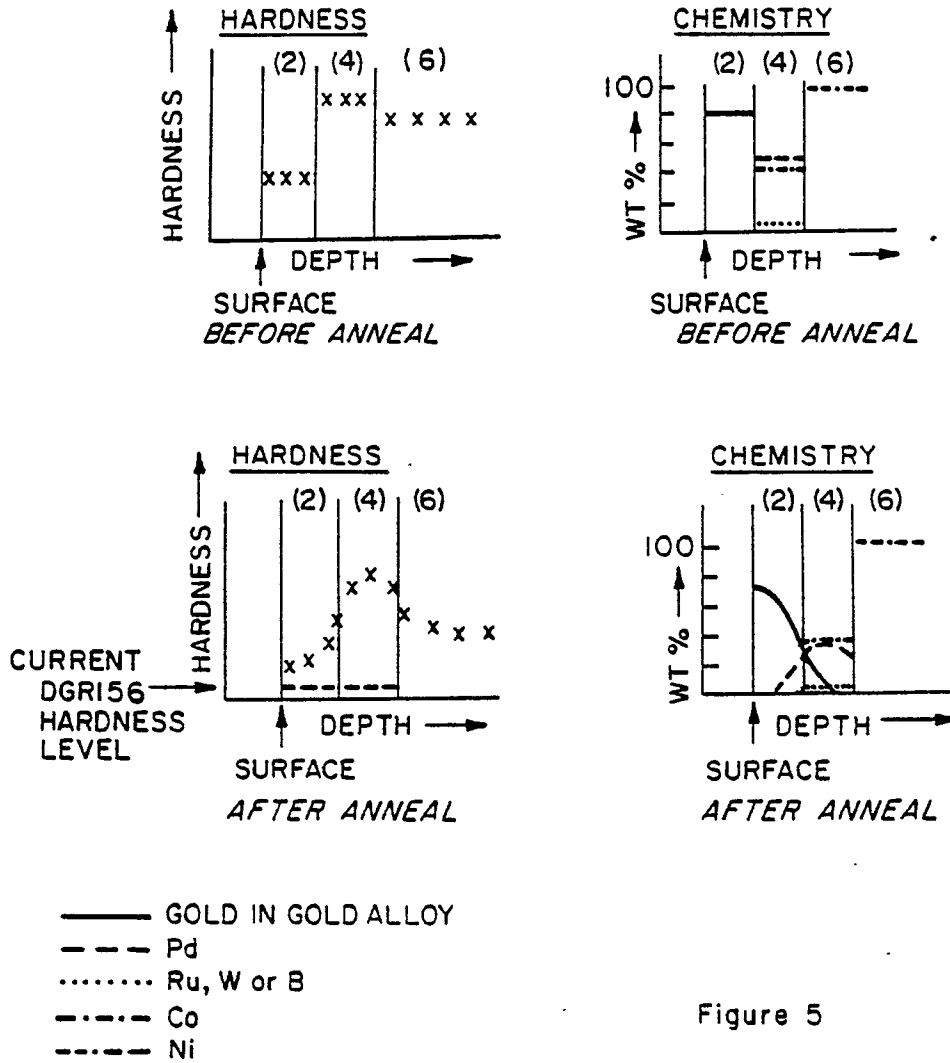 HARDNESS
(2) (4) (6)
HARDNESS
DEPTH
SURFACE
BEFORE ANNEAL
CHEMISTRY
(2) (4) (6)
100
WT %
DEPTH
SURFACE
BEFORE ANNEAL
HARDNESS
(2) (4) (6)
HARDNESS
CURRENT
DGR156
HARDNESS
LEVEL
DEPTH
SURFACE
AFTER ANNEAL
CHEMISTRY
(2) (4) (6)
100
WT %
DEPTH
SURFACE
AFTER ANNEAL
GOLD IN GOLD ALLOY
Pd
Ru, W or B
Co
Ni
Figure 5